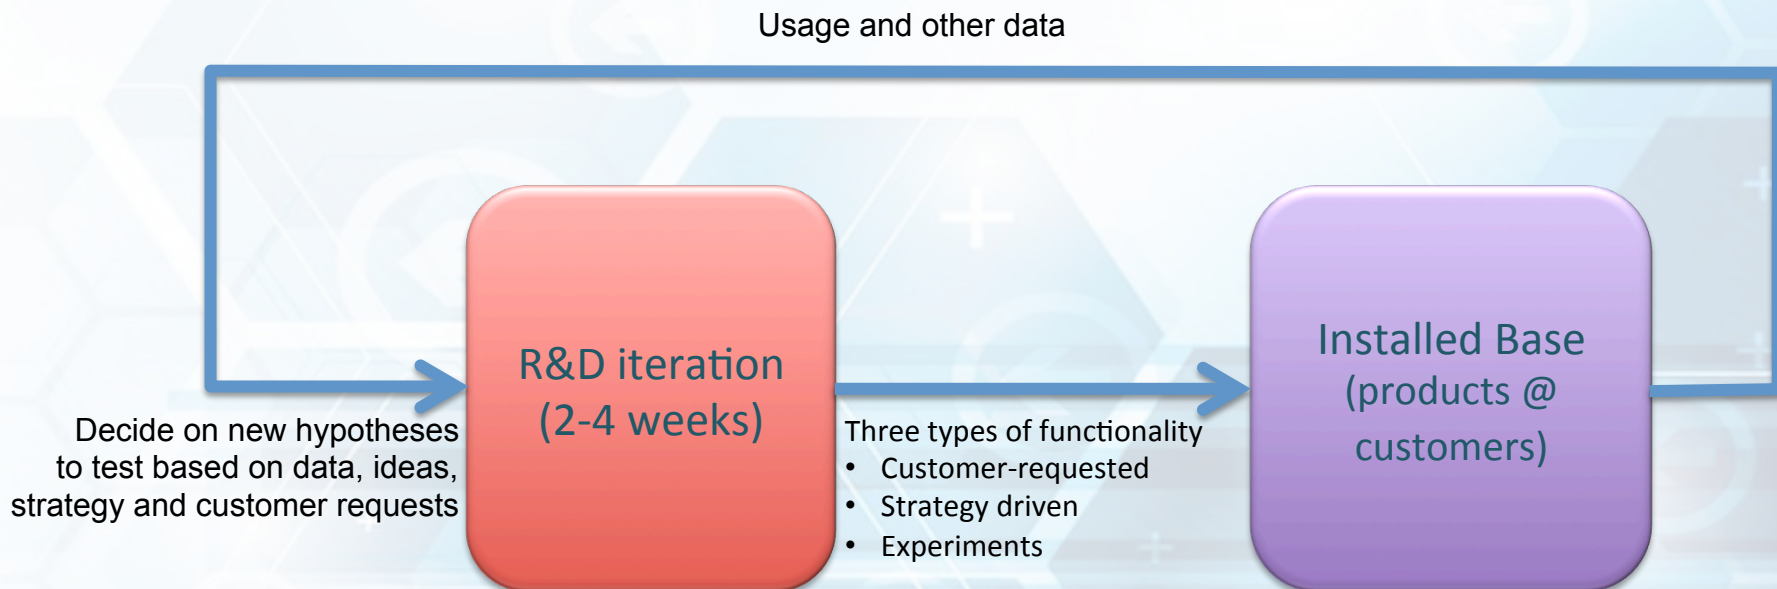 Usage and other data
R&D iteration
(2-4 weeks)
Installed Base
(products @
customers)
Decide on new hypotheses
to test based on data, ideas,
strategy and customer requests
Three types of functionality
• Customer-requested
• Strategy driven
• Experiments